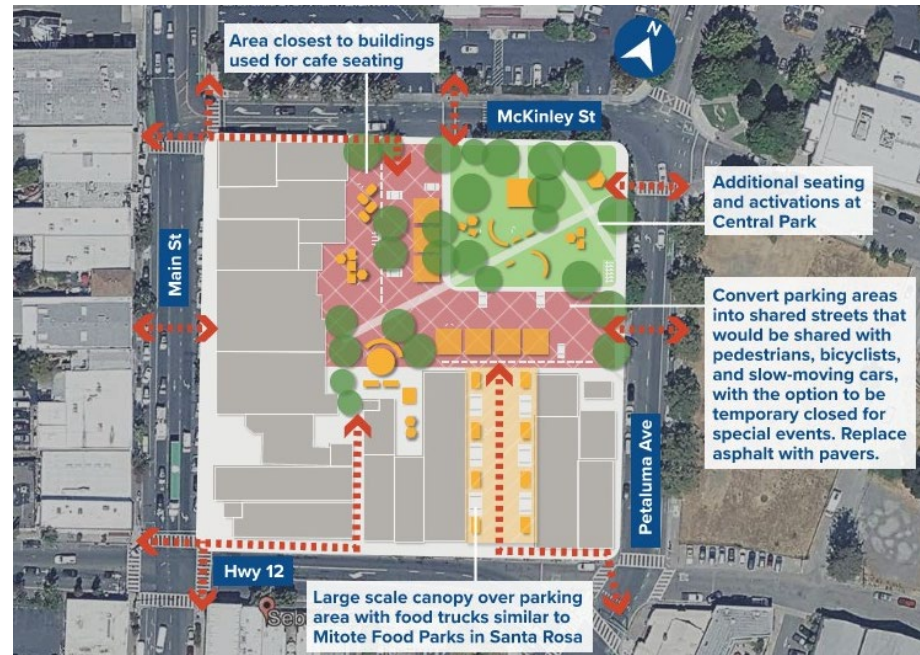 N
Area closest to buildings
used for cafe seating
McKinley St
Additional seating
and activations at
Central Park
Main St
Convert parking areas
into shared streets that
would be shared with
pedestrians, bicyclists,
and slow-moving cars,
with the option to be
temporary closed for
special events. Replace
asphalt with pavers.
Petaluma Ave
Hwy 12
Large scale canopy over parking
area with food trucks similar to
Mitote Food Parks in Santa Rosa